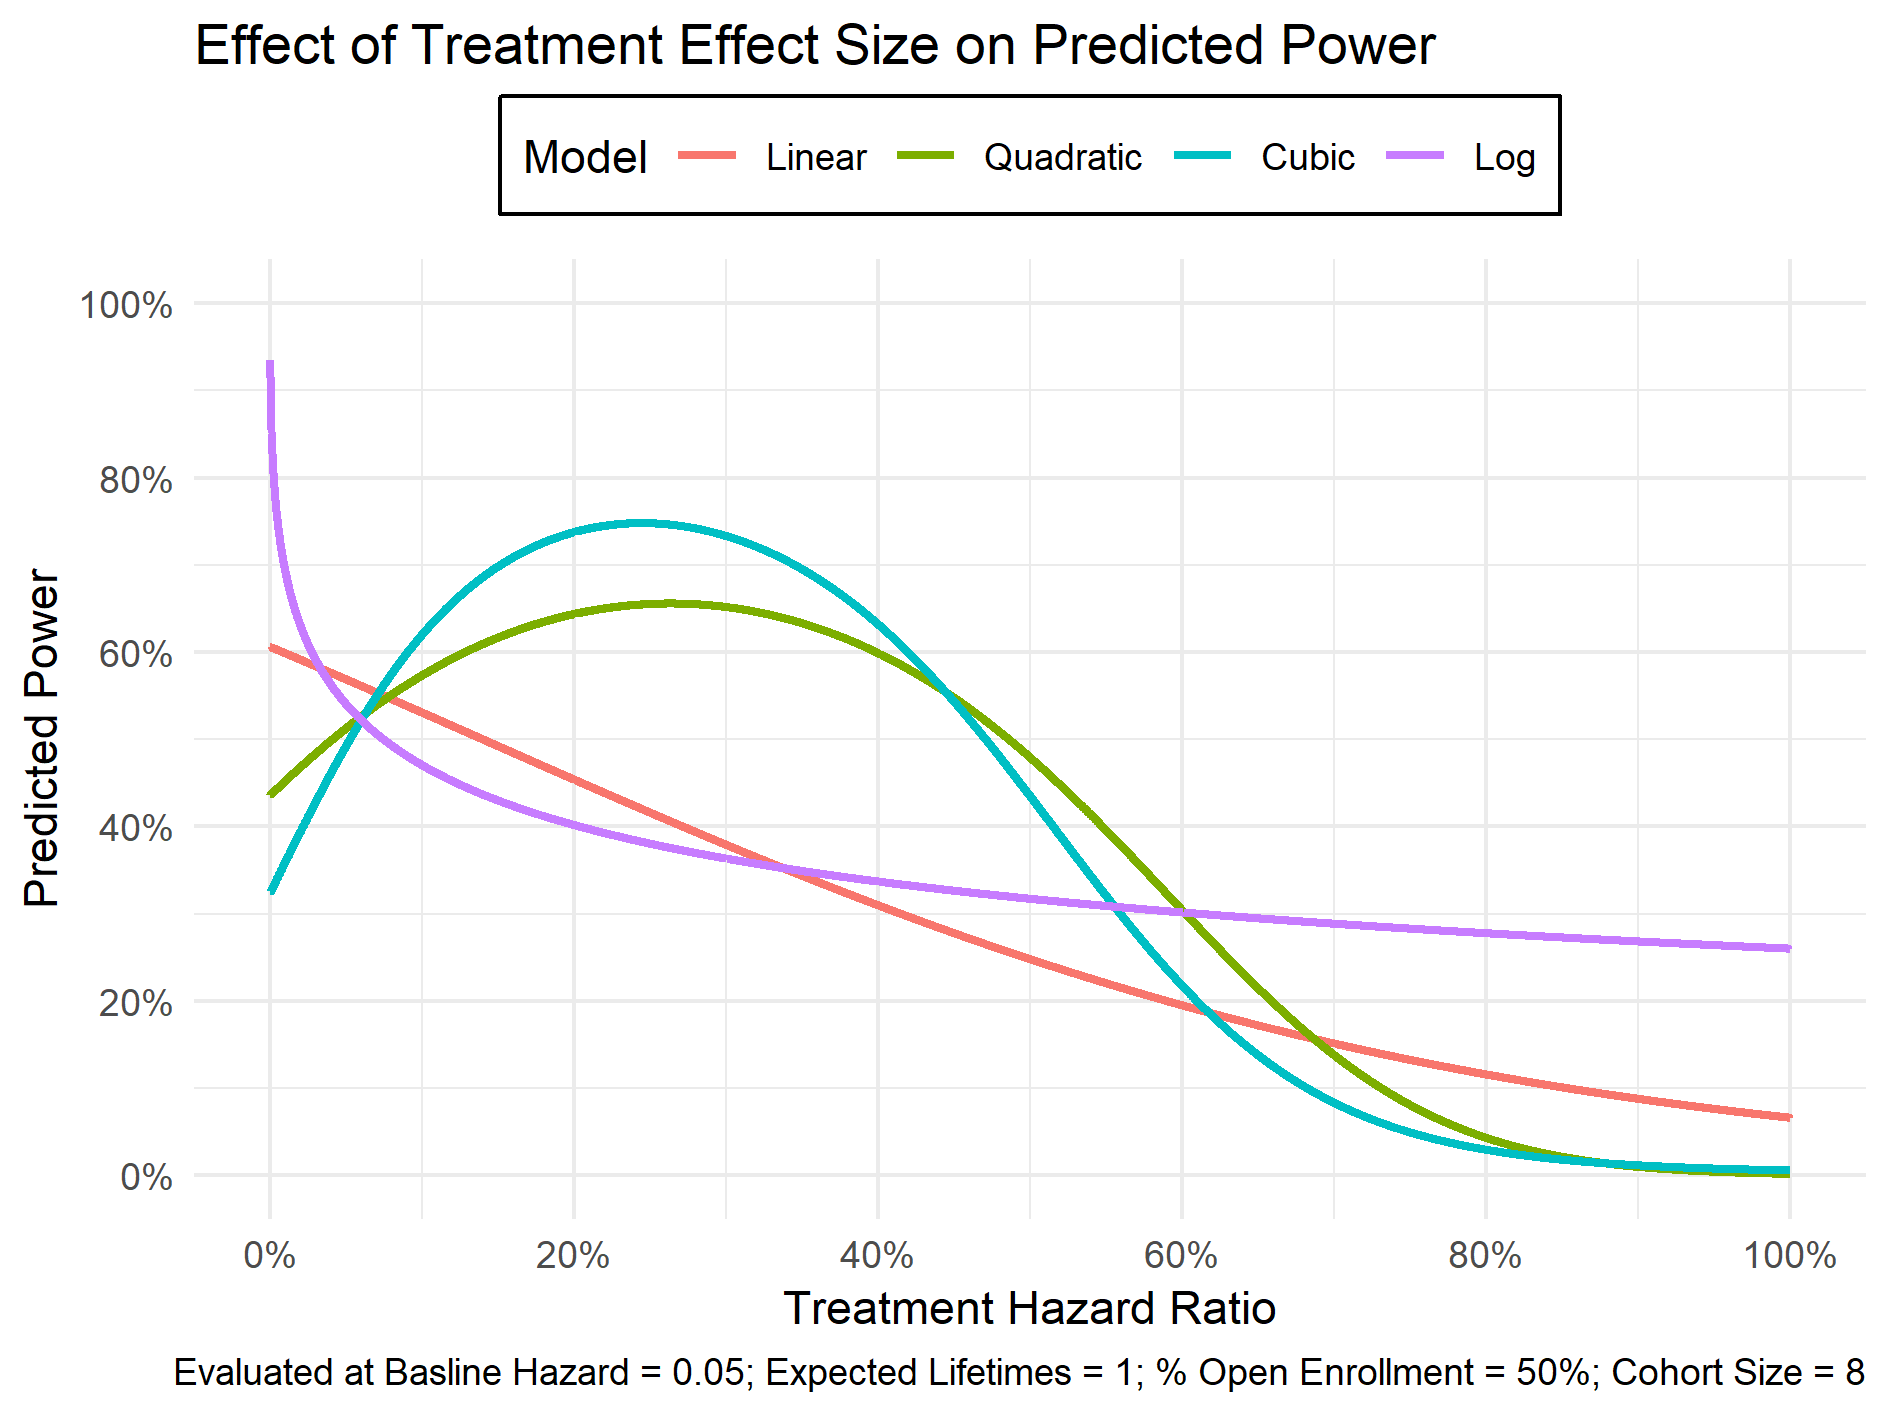 Effect of Treatment Effect Size on Predicted Power
Model Linear Quadratic Cubic Log
Predicted Power
100%
80%
60%
40%
20%
0%
0% 20% 40% 60% 80% 100%
Treatment Hazard Ratio
Evaluated at Basline Hazard = 0.05; Expected Lifetimes = 1; % Open Enrollment = 50%; Cohort Size = 8